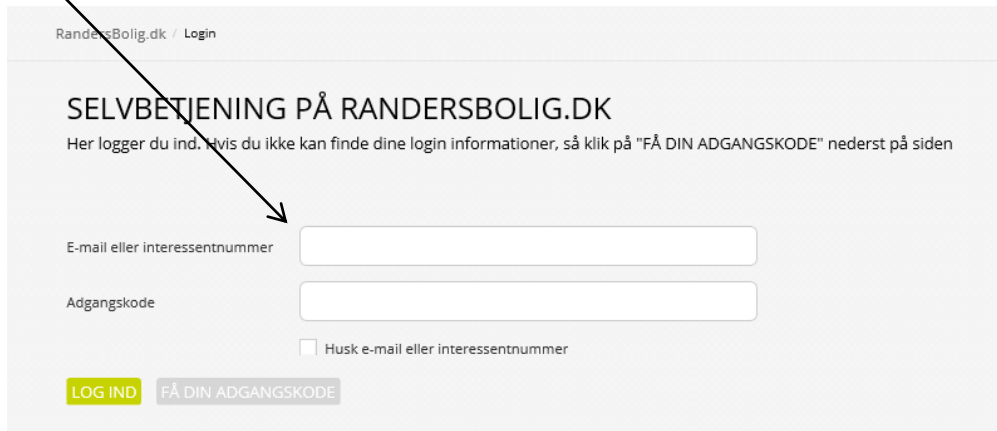 RandersBolig.dk / Login
SELVBETJENING PÅ RANDERSBOLIG.DK
Her logger du ind. Hvis du ikke kan finde dine login informationer, så klik på "FÅ DIN ADGANGSKODE" nederst på siden
E-mail eller interessentnummer
Adgangskode
Husk e-mail eller interessentnummer
LOG IND FÅ DIN ADGANGSKODE